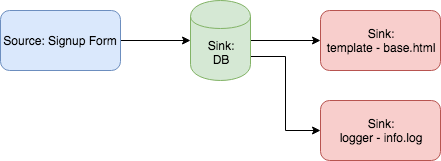 Source: Signup Form
Sink:
DB
Sink:
template - base.html
Sink:
logger - info.log